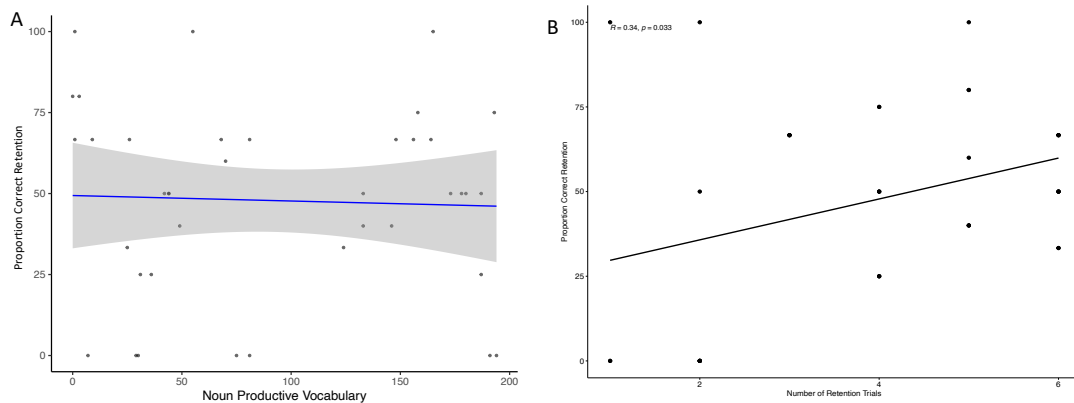 A
Proportion Correct Retention
100
75
50
25
0
0
50
100
150
200
Noun Productive Vocabulary
B
R = 0.34, p = 0.033
Proportion Correct Retention
100
75
50
25
0
2
4
6
Number of Retention Trials